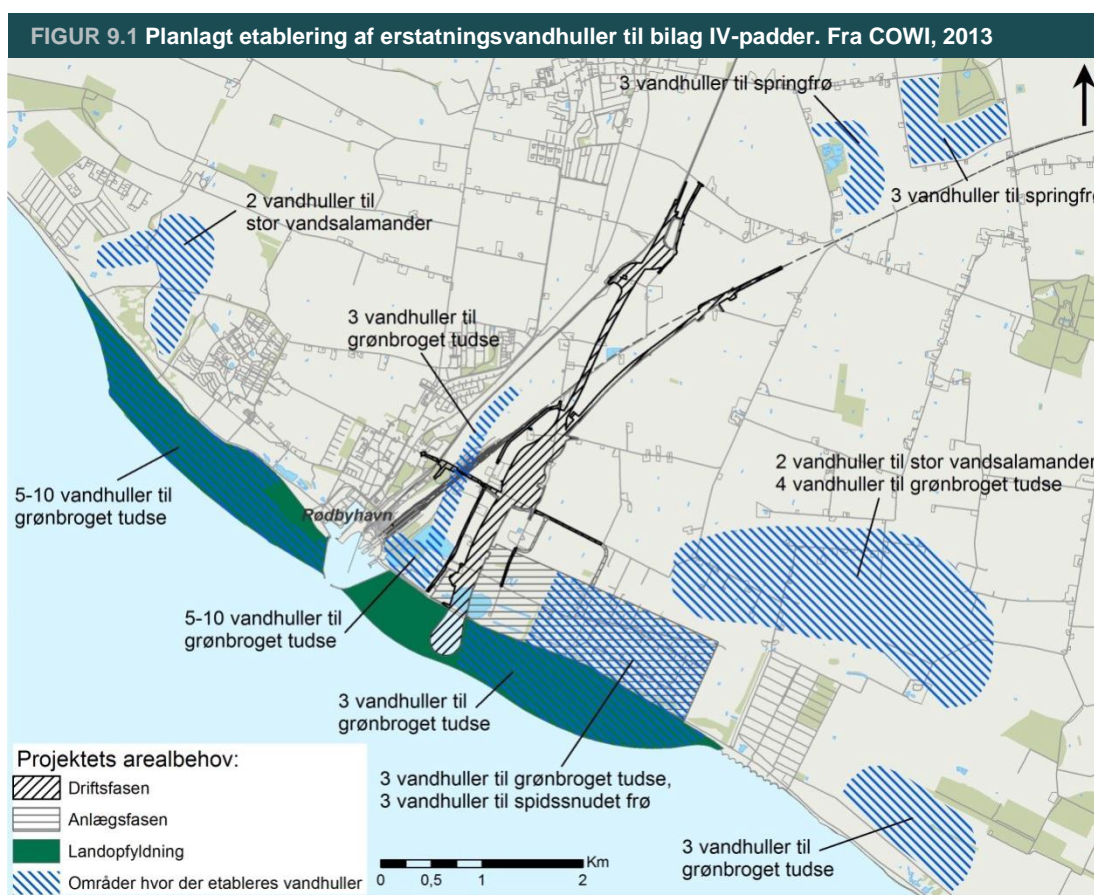 FIGUR 9.1 Planlagt etablering af erstatningsvandhuller til bilag IV-padder. Fra COWI, 2013
3 vandhuller til springfrø
3 vandhuller til springfrø
2 vandhuller til
stor vandsalamander
3 vandhuller til
grønbroget tudse
5-10 vandhuller til
grønbroget tudse
Rødbyhavn
2 vandhuller til stor vandsalamander
4 vandhuller til grønbroget tudse
5-10 vandhuller til
grønbroget tudse
3 vandhuller til
grønbroget tudse
3 vandhuller til grønbroget tudse,
3 vandhuller til spidssnudet frø
3 vandhuller til
grønbroget tudse
Projektets arealbehov:
Driftsfasen
Anlægsfasen
Landopfyldning
Områder hvor der etableres vandhuller
Km
0 0,5 1 2